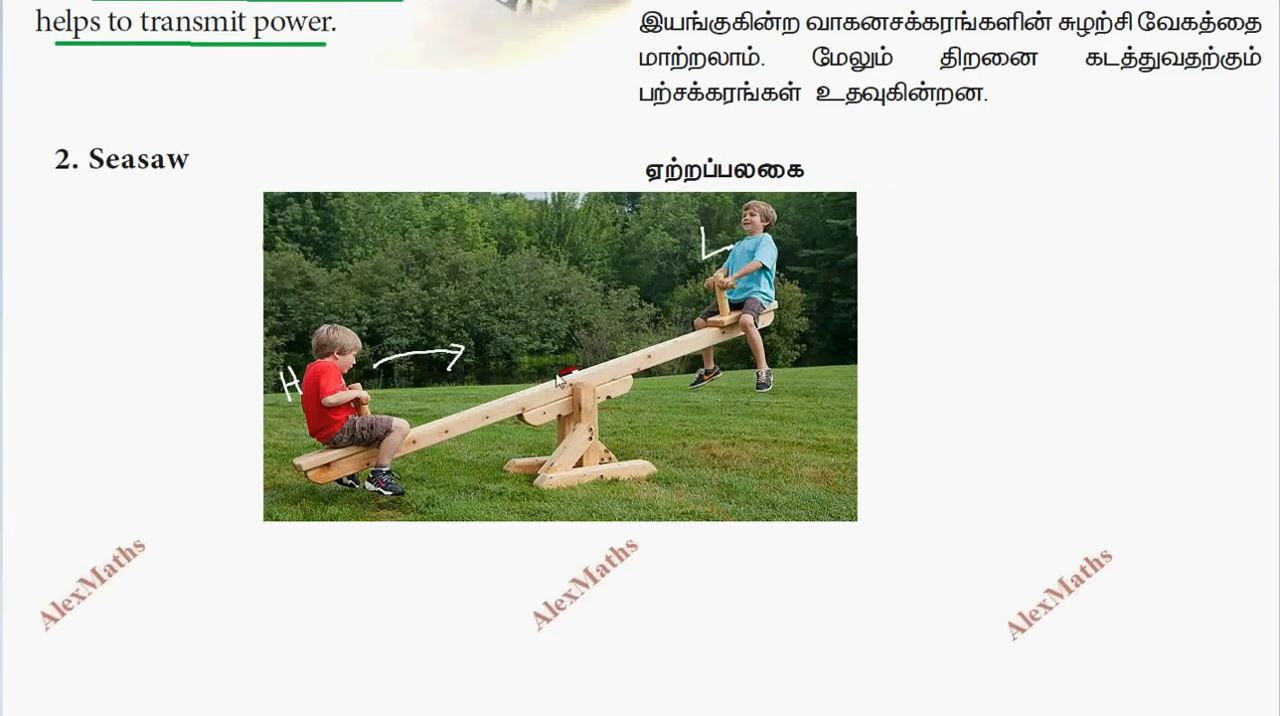 helps to transmit power.
இயங்குகின்ற வாகனசக்கரங்களின் சுழற்சி வேகத்தை
மாற்றலாம். மேலும் திறனை கடத்துவதற்கும்
பற்சக்கரங்கள் உதவுகின்றன.
2. Seasaw
ஏற்றப்பலகை
L
H
AlexMaths
AlexMaths
AlexMaths